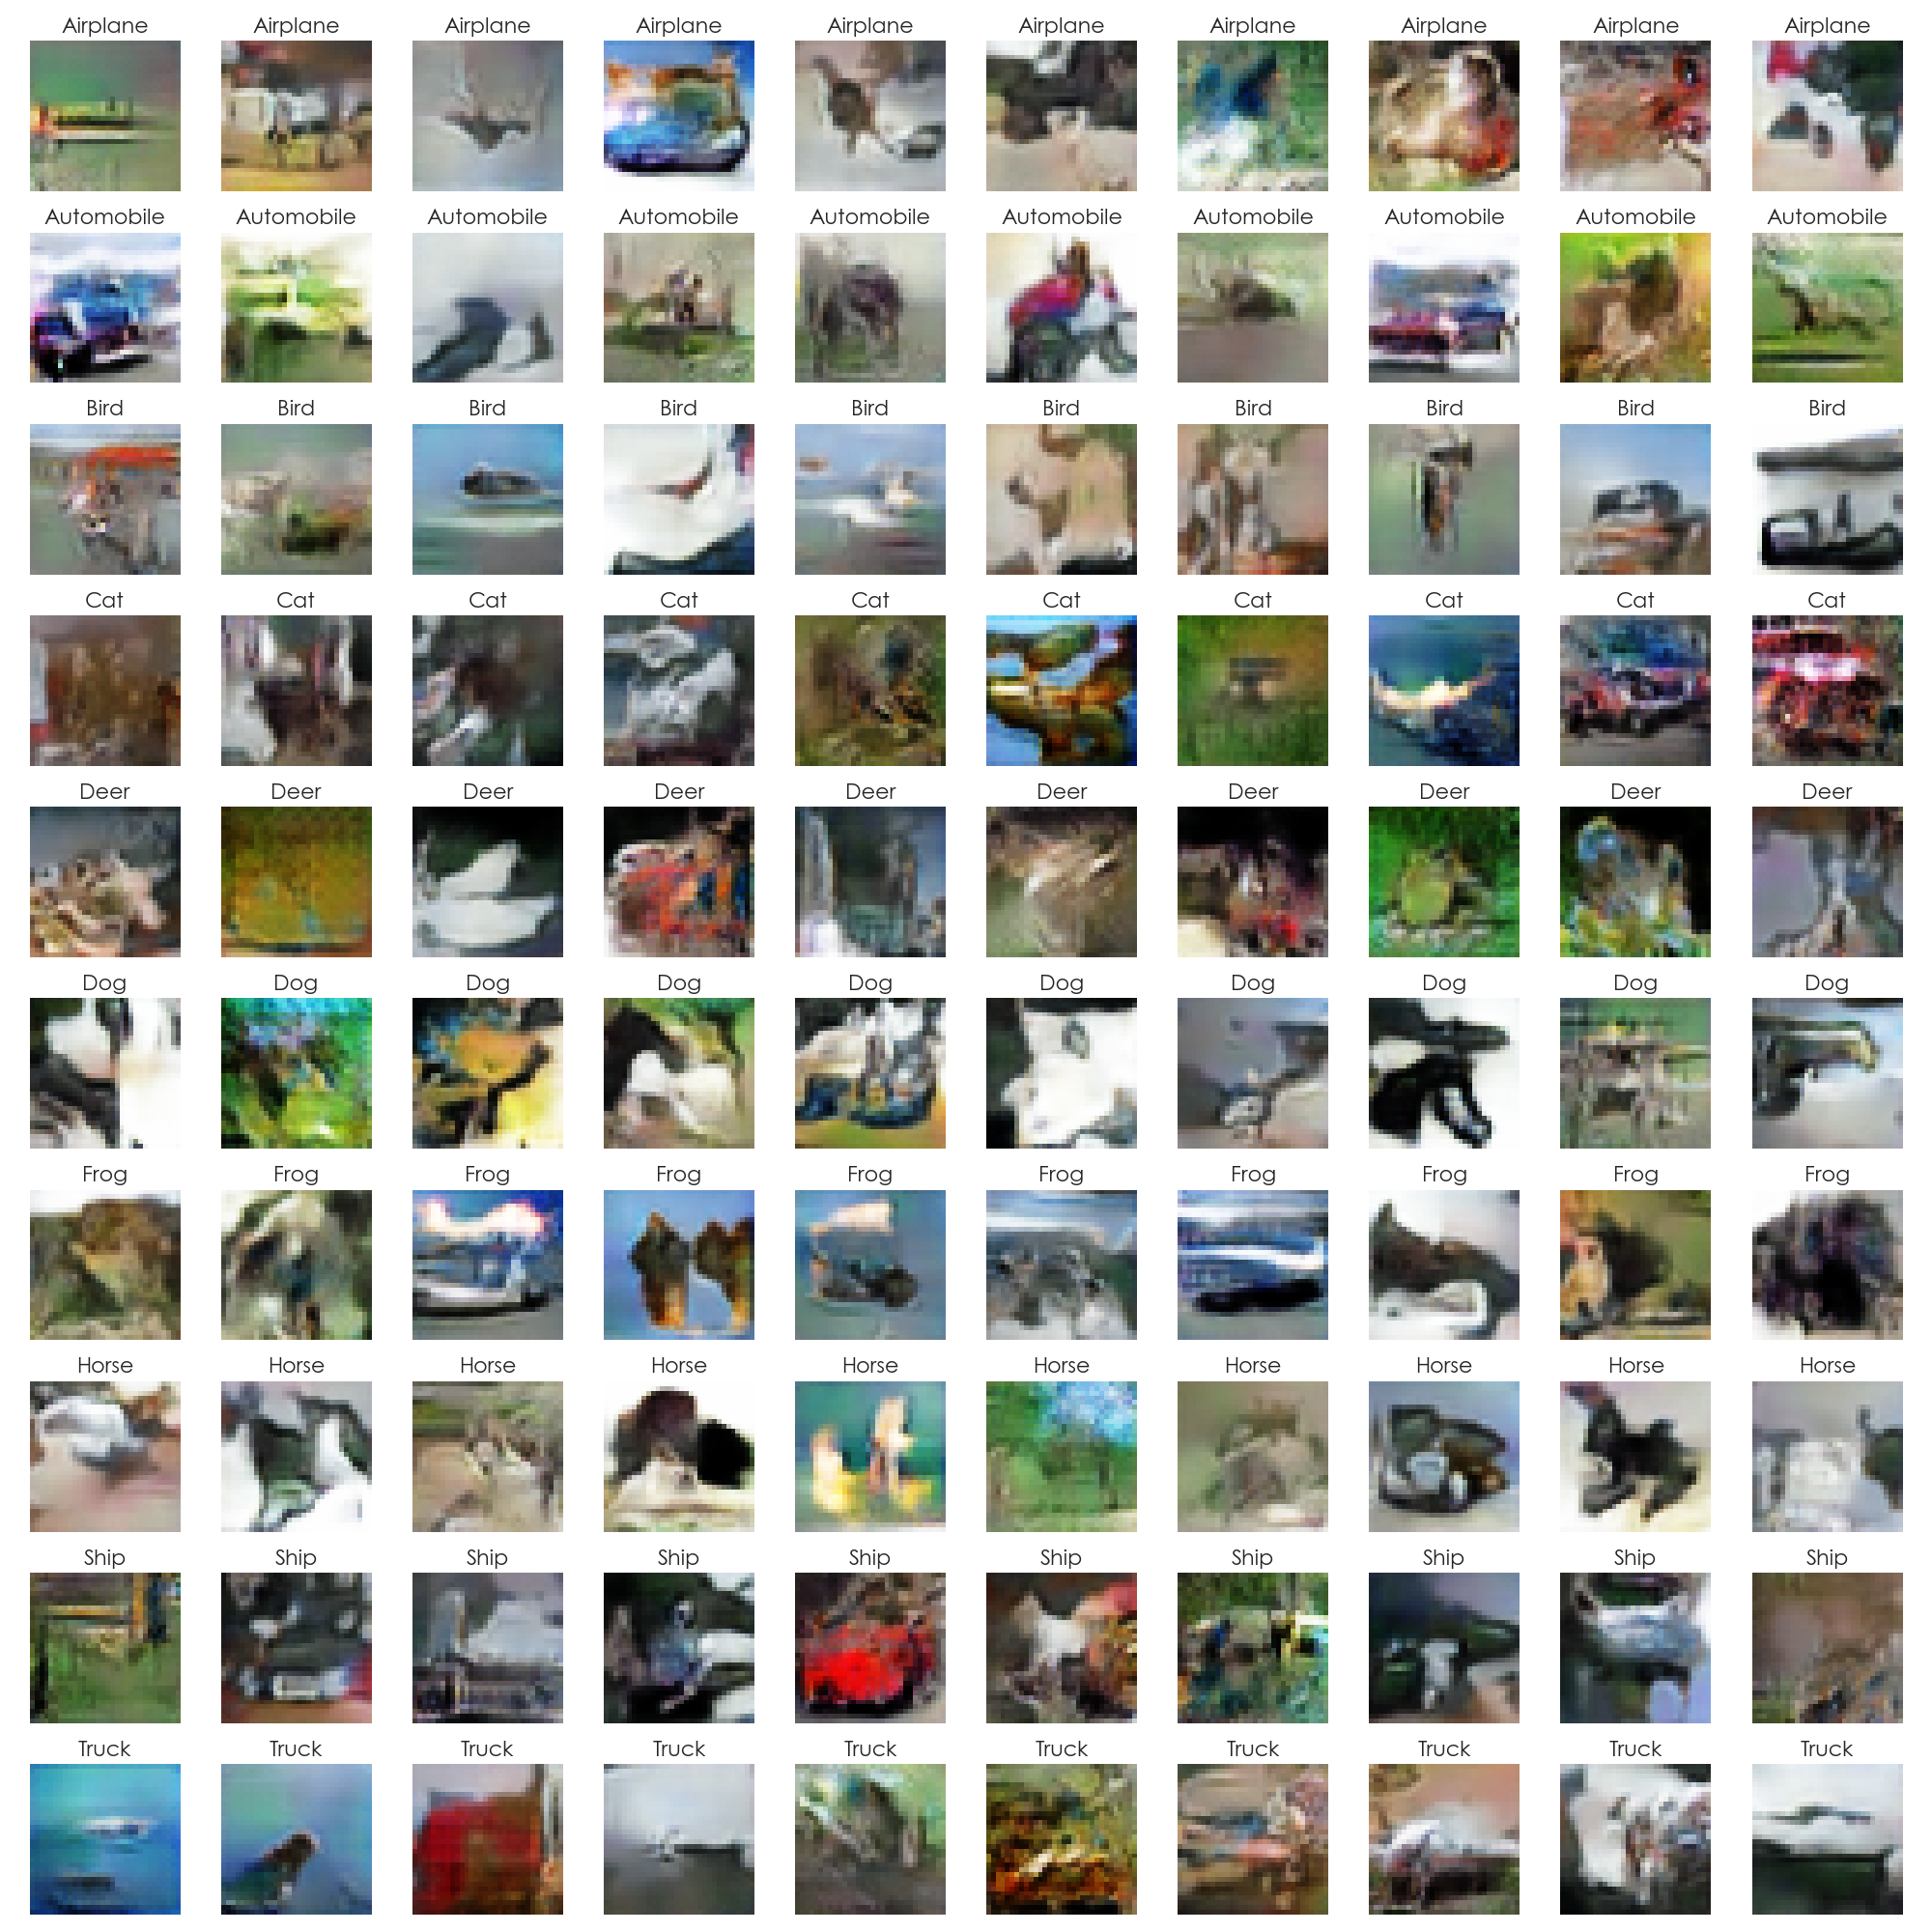 Airplane Airplane Airplane Airplane Airplane Airplane Airplane Airplane Airplane Airplane
Automobile Automobile Automobile Automobile Automobile Automobile Automobile Automobile Automobile Automobile
Bird Bird Bird Bird Bird Bird Bird Bird Bird Bird
Cat Cat Cat Cat Cat Cat Cat Cat Cat Cat
Deer Deer Deer Deer Deer Deer Deer Deer Deer Deer
Dog Dog Dog Dog Dog Dog Dog Dog Dog Dog
Frog Frog Frog Frog Frog Frog Frog Frog Frog Frog
Horse Horse Horse Horse Horse Horse Horse Horse Horse Horse
Ship Ship Ship Ship Ship Ship Ship Ship Ship Ship
Truck Truck Truck Truck Truck Truck Truck Truck Truck Truck